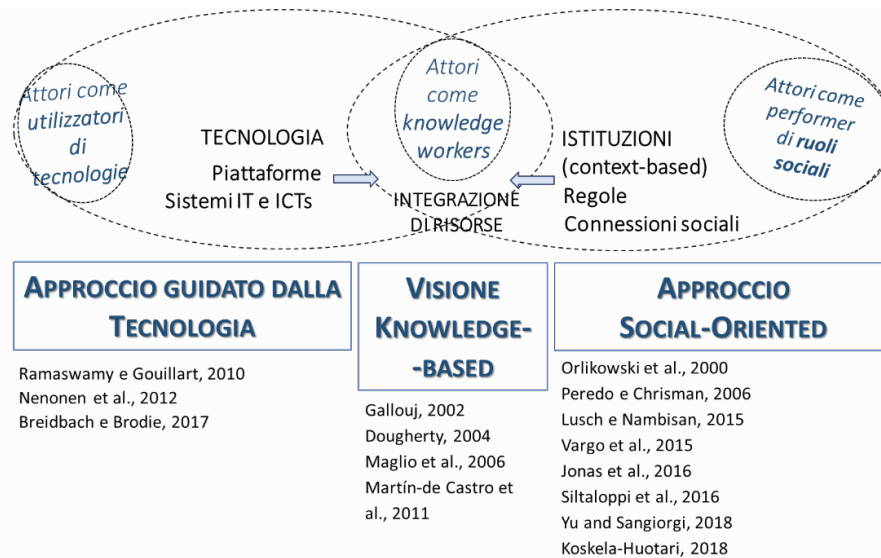 Attori come
utilizzatori
di
tecnologie
TECNOLOGIA
Piattaforme
Sistemi IT e ICTs
Attori
come
knowledge
workers
INTEGRAZIONE
DI RISORSE
ISTITUZIONI
(context-based)
Regole
Connessioni sociali
Attori come
performer
di ruoli
sociali
APPROCCIO GUIDATO DALLA
TECNOLOGIA
Ramaswamy e Gouillart, 2010
Nenonen et al., 2012
Breidbach e Brodie, 2017
VISIONE
KNOWLEDGE-
-BASED
Gallouj, 2002
Dougherty, 2004
Maglio et al., 2006
Martín-de Castro et
al., 2011
APPROCCIO
SOCIAL-ORIENTED
Orlikowski et al., 2000
Peredo e Chrisman, 2006
Lusch e Nambisan, 2015
Vargo et al., 2015
Jonas et al., 2016
Siltaloppi et al., 2016
Yu and Sangiorgi, 2018
Koskela-Huotari, 2018